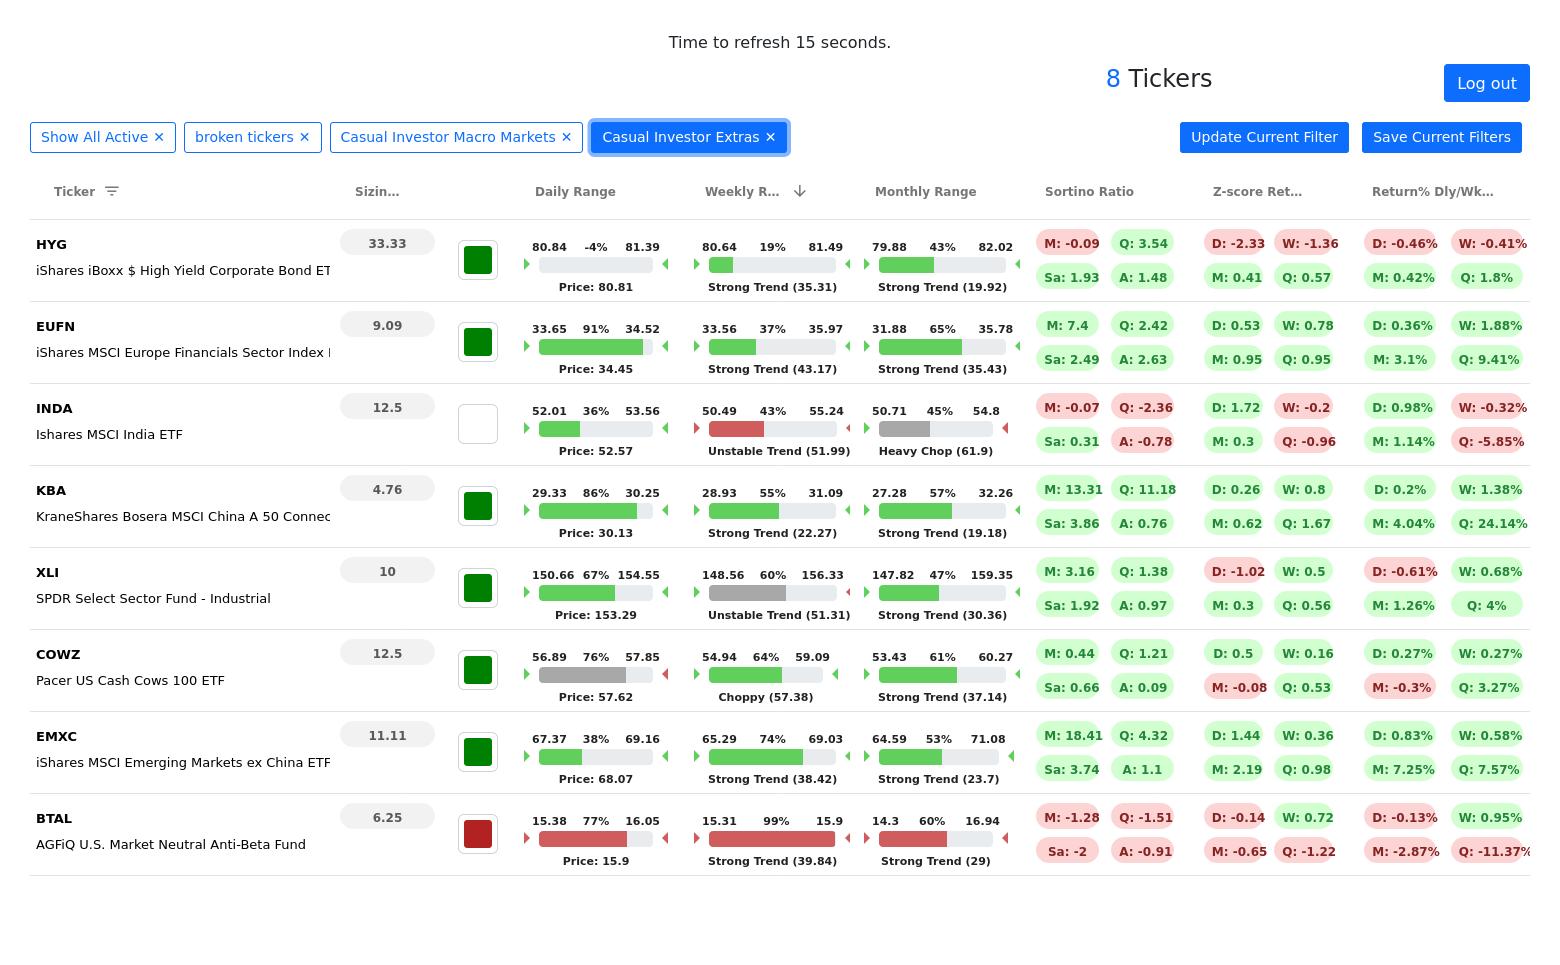 Time to refresh 15 seconds.
8 Tickers
Log out
Show All Active ✕ broken tickers ✕ Casual Investor Macro Markets ✕ Casual Investor Extras ✕ Update Current Filter Save Current Filters
Ticker Sizin... Daily Range Weekly R... Monthly Range Sortino Ratio Z-score Ret... Return% Dly/Wk...
HYG 33.33 80.84 -4% 81.39 80.64 19% 81.49 79.88 43% 82.02 M: -0.09 Q: 3.54 D: -2.33 W: -1.36 D: -0.46% W: -0.41%
iShares iBoxx $ High Yield Corporate Bond ET Price: 80.81 Strong Trend (35.31) Strong Trend (19.92) Sa: 1.93 A: 1.48 M: 0.41 Q: 0.57 M: 0.42% Q: 1.8%
EUFN 9.09 33.65 91% 34.52 33.56 37% 35.97 31.88 65% 35.78 M: 7.4 Q: 2.42 D: 0.53 W: 0.78 D: 0.36% W: 1.88%
iShares MSCI Europe Financials Sector Index Price: 34.45 Strong Trend (43.17) Strong Trend (35.43) Sa: 2.49 A: 2.63 M: 0.95 Q: 0.95 M: 3.1% Q: 9.41%
INDA 12.5 52.01 36% 53.56 50.49 43% 55.24 50.71 45% 54.8 M: -0.07 Q: -2.36 D: 1.72 W: -0.2 D: 0.98% W: -0.32%
Ishares MSCI India ETF Price: 52.57 Unstable Trend (51.99) Heavy Chop (61.9) Sa: 0.31 A: -0.78 M: 0.3 Q: -0.96 M: 1.14% Q: -5.85%
KBA 4.76 29.33 86% 30.25 28.93 55% 31.09 27.28 57% 32.26 M: 13.31 Q: 11.18 D: 0.26 W: 0.8 D: 0.2% W: 1.38%
KraneShares Bosera MSCI China A 50 Connec Price: 30.13 Strong Trend (22.27) Strong Trend (19.18) Sa: 3.86 A: 0.76 M: 0.62 Q: 1.67 M: 4.04% Q: 24.14%
XLI 10 150.66 67% 154.55 148.56 60% 156.33 147.82 47% 159.35 M: 3.16 Q: 1.38 D: -1.02 W: 0.5 D: -0.61% W: 0.68%
SPDR Select Sector Fund - Industrial Price: 153.29 Unstable Trend (51.31) Strong Trend (30.36) Sa: 1.92 A: 0.97 M: 0.3 Q: 0.56 M: 1.26% Q: 4%
COWZ 12.5 56.89 76% 57.85 54.94 64% 59.09 53.43 61% 60.27 M: 0.44 Q: 1.21 D: 0.5 W: 0.16 D: 0.27% W: 0.27%
Pacer US Cash Cows 100 ETF Price: 57.62 Choppy (57.38) Strong Trend (37.14) Sa: 0.66 A: 0.09 M: -0.08 Q: 0.53 M: -0.3% Q: 3.27%
EMXC 11.11 67.37 38% 69.16 65.29 74% 69.03 64.59 53% 71.08 M: 18.41 Q: 4.32 D: 1.44 W: 0.36 D: 0.83% W: 0.58%
iShares MSCI Emerging Markets ex China ETF Price: 68.07 Strong Trend (38.42) Strong Trend (23.7) Sa: 3.74 A: 1.1 M: 2.19 Q: 0.98 M: 7.25% Q: 7.57%
BTAL 6.25 15.38 77% 16.05 15.31 99% 15.9 14.3 60% 16.94 M: -1.28 Q: -1.51 D: -0.14 W: 0.72 D: -0.13% W: 0.95%
AGFiQ U.S. Market Neutral Anti-Beta Fund Price: 15.9 Strong Trend (39.84) Strong Trend (29) Sa: -2 A: -0.91 M: -0.65 Q: -1.22 M: -2.87% Q: -11.37%